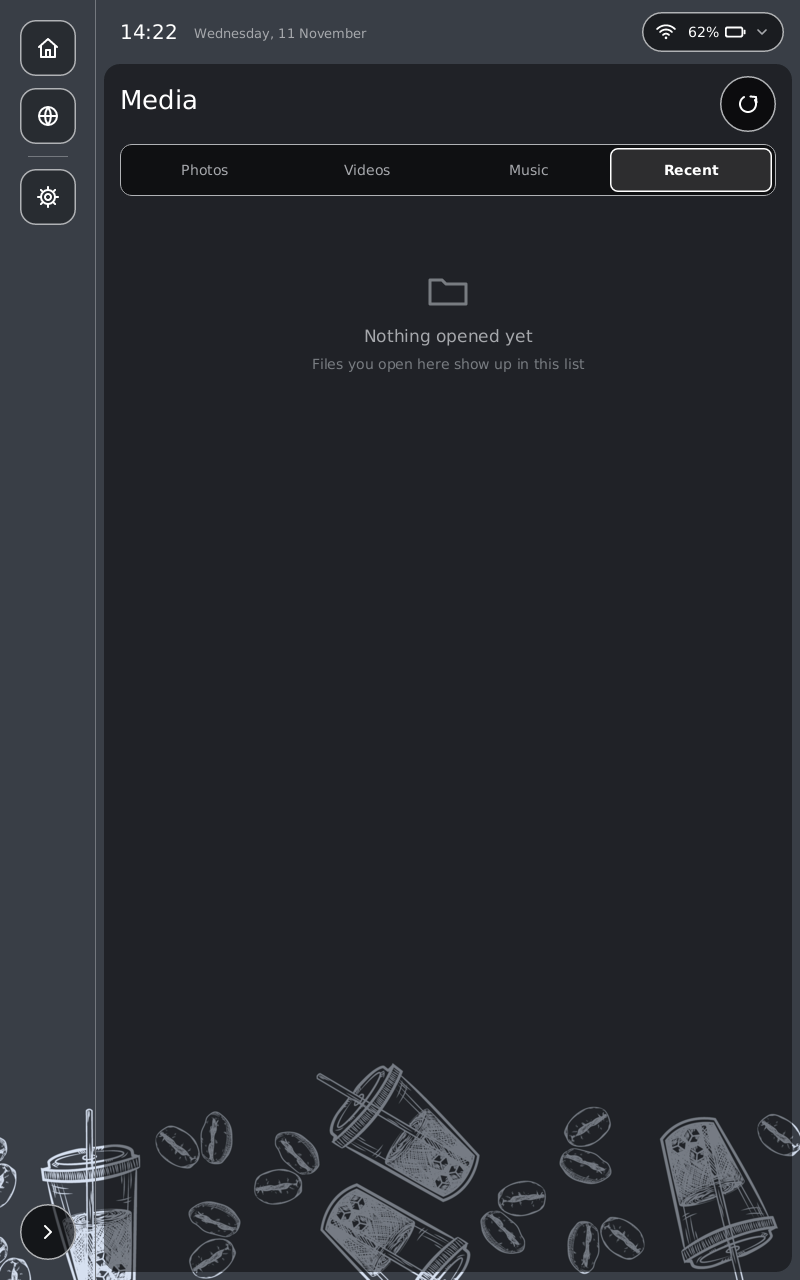 14:22 Wednesday, 11 November 62%
Media
Photos Videos Music Recent
Nothing opened yet
Files you open here show up in this list